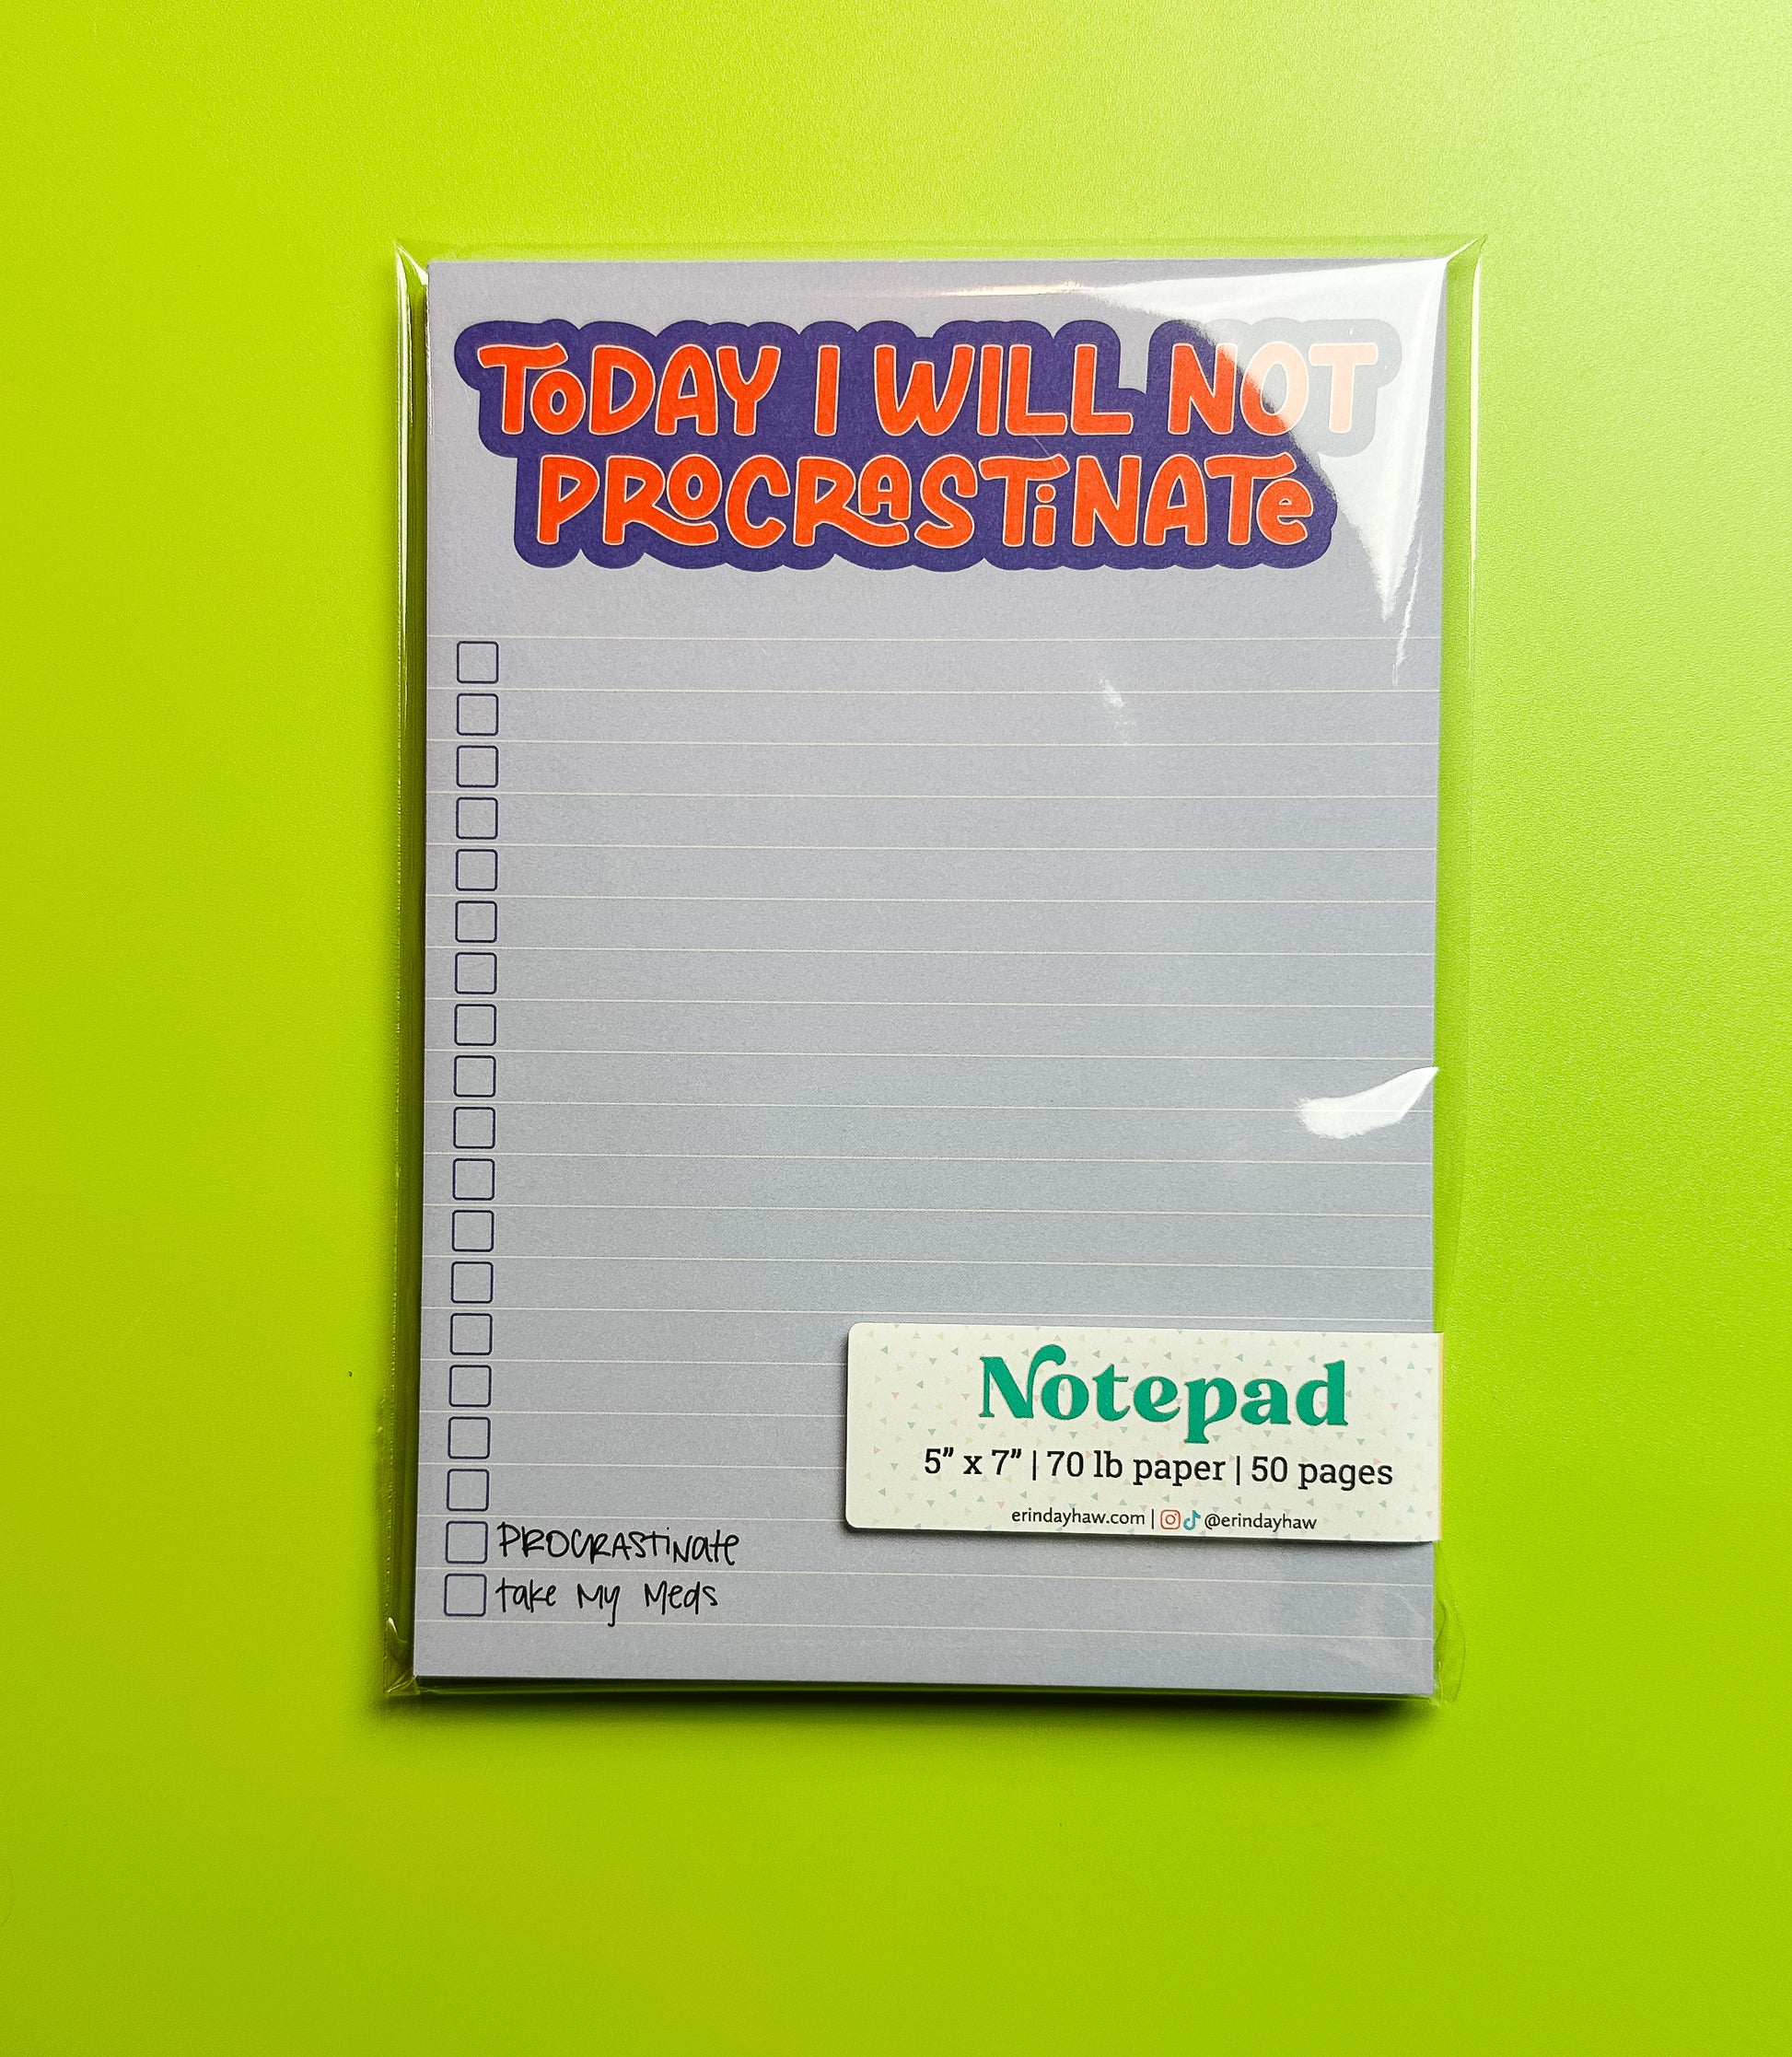 TODAY I WILL NOT
PROCRASTiNATe
Notepad
5” x 7” | 70 lb paper | 50 pages
erindayhaw.com | @erindayhaw
PROCRASTiNate
take My Meds